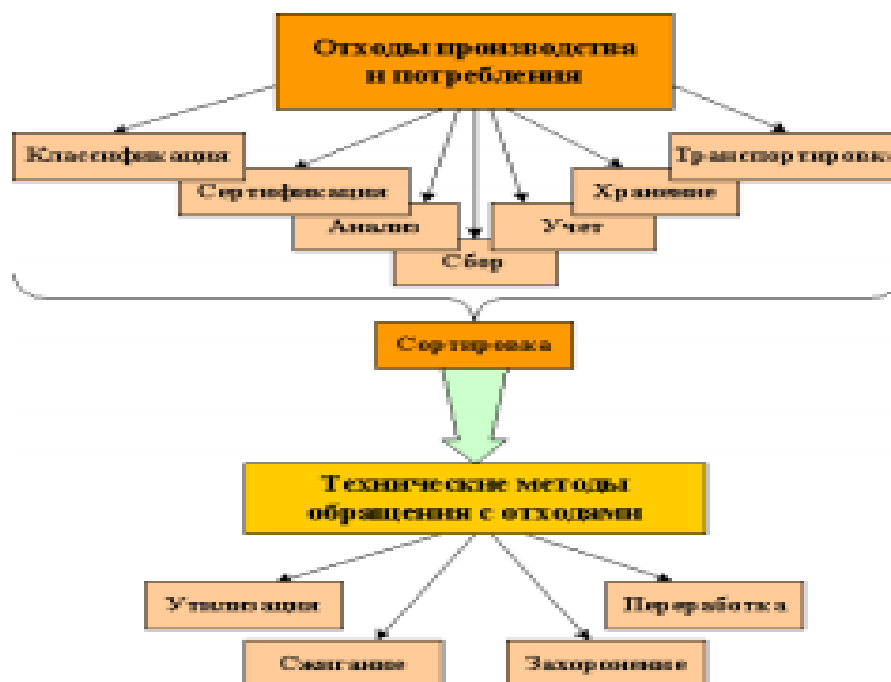 Отходы производства
и потребления
Классификация
Транспортировка
Сертификация
Хранение
Анализ
Учет
Сбор
Сортировка
Технические методы
обращения с отходами
Утилизация
Переработка
Сжигание
Захоронение